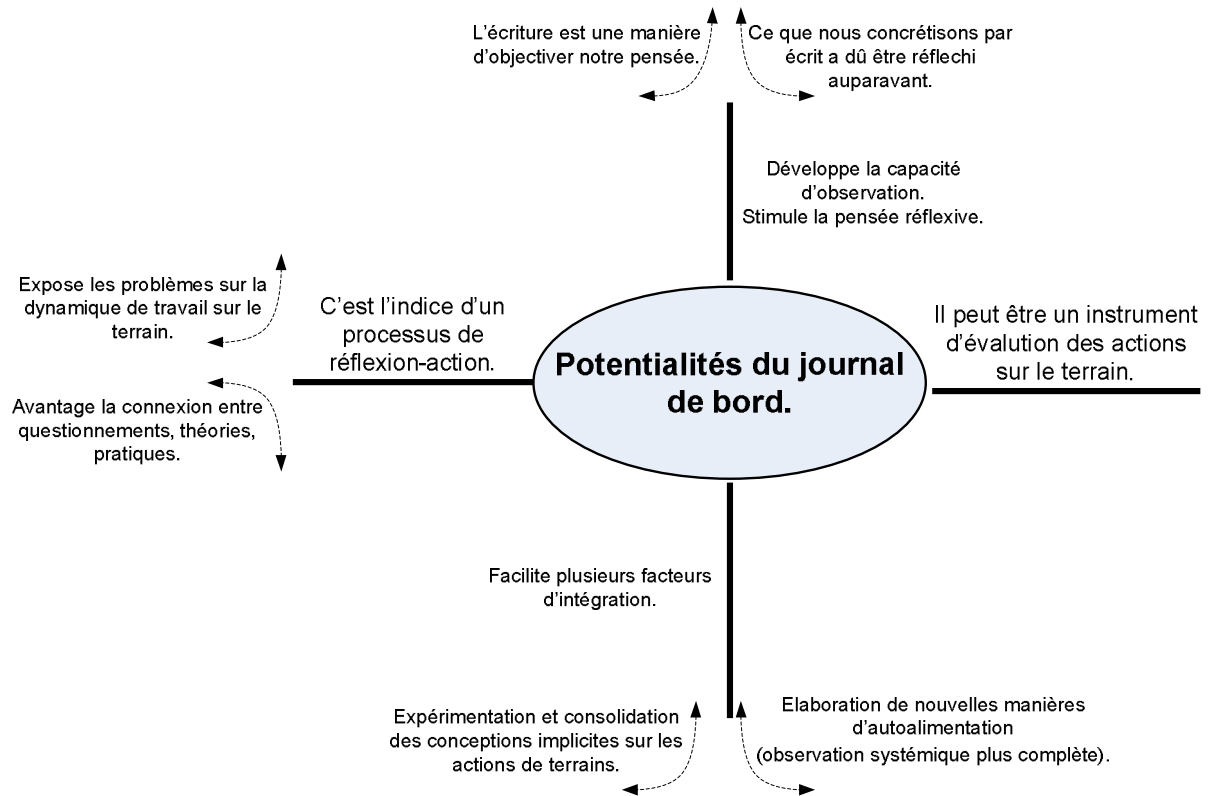 L’écriture est une manière
d’objectiver notre pensée.
Ce que nous concrétisons par
écrit a dû être réflechi
auparavant.
Développe la capacité
d’observation.
Stimule la pensée réflexive.
Expose les problèmes sur la
dynamique de travail sur le
terrain.
C’est l’indice d’un
processus de
réflexion-action.
Avantage la connexion entre
questionnements, théories,
pratiques.
Potentialités du journal
de bord.
Il peut être un instrument
d’évalution des actions
sur le terrain.
Facilite plusieurs facteurs
d’intégration.
Expérimentation et consolidation
des conceptions implicites sur les
actions de terrains.
Elaboration de nouvelles manières
d’autoalimentation
(observation systémique plus complète).